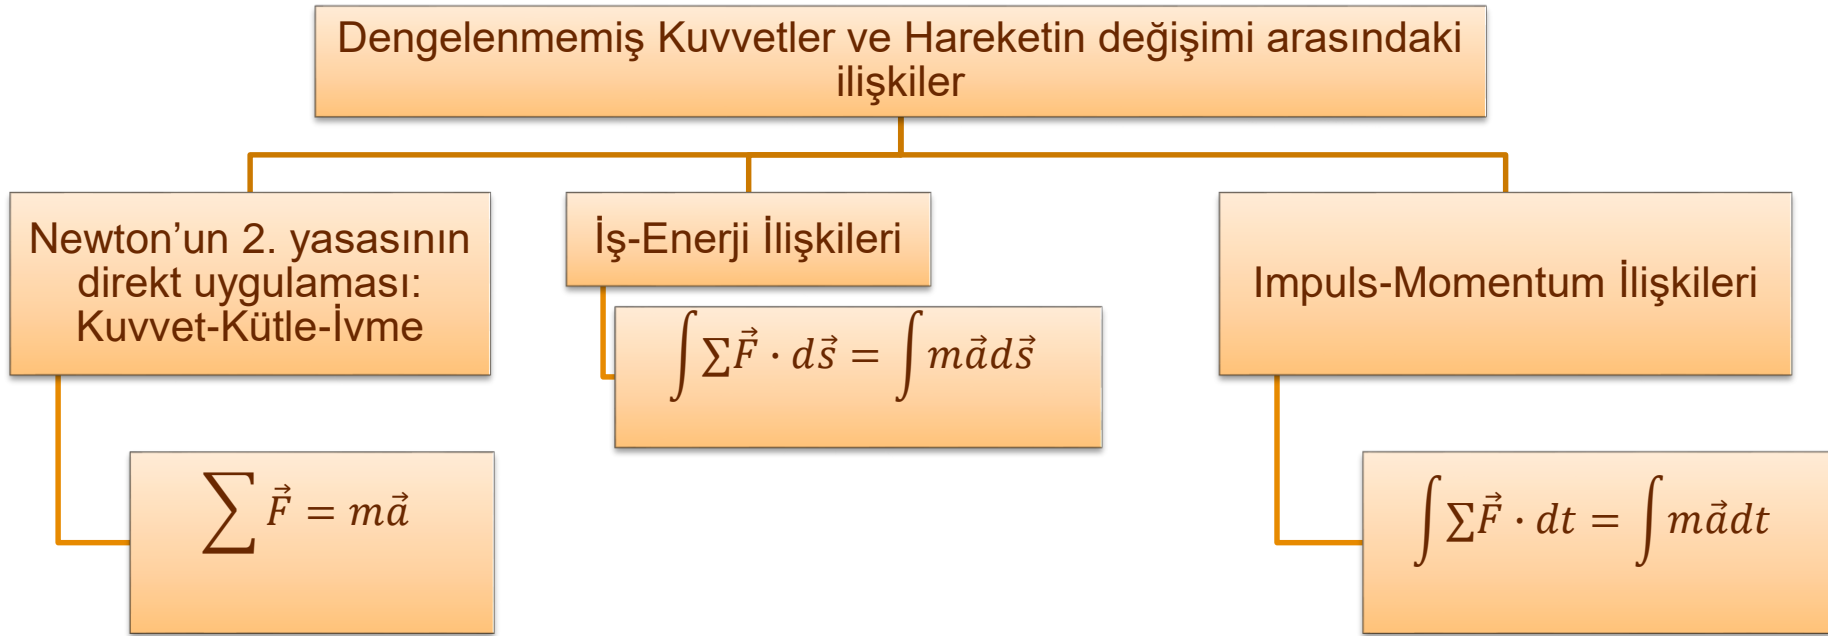 Dengelenmemiş Kuvvetler ve Hareketin değişimi arasındaki
ilişkiler
Newton’un 2. yasasının
direkt uygulaması:
Kuvvet-Kütle-İvme
∑ F⃗ = ma⃗
İş-Enerji İlişkileri
∫ ∑F⃗ · ds⃗ = ∫ ma⃗ds⃗
Impuls-Momentum İlişkileri
∫ ∑F⃗ · dt = ∫ ma⃗dt